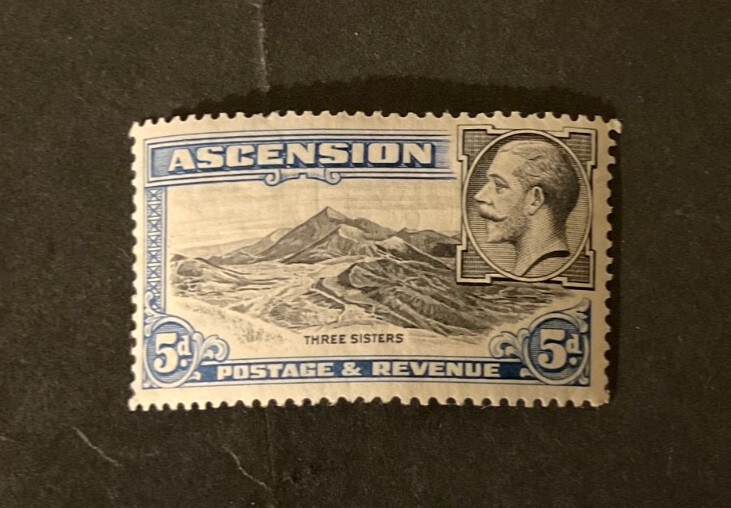 ASCENSION
THREE SISTERS
5d. 5d.
POSTAGE & REVENUE